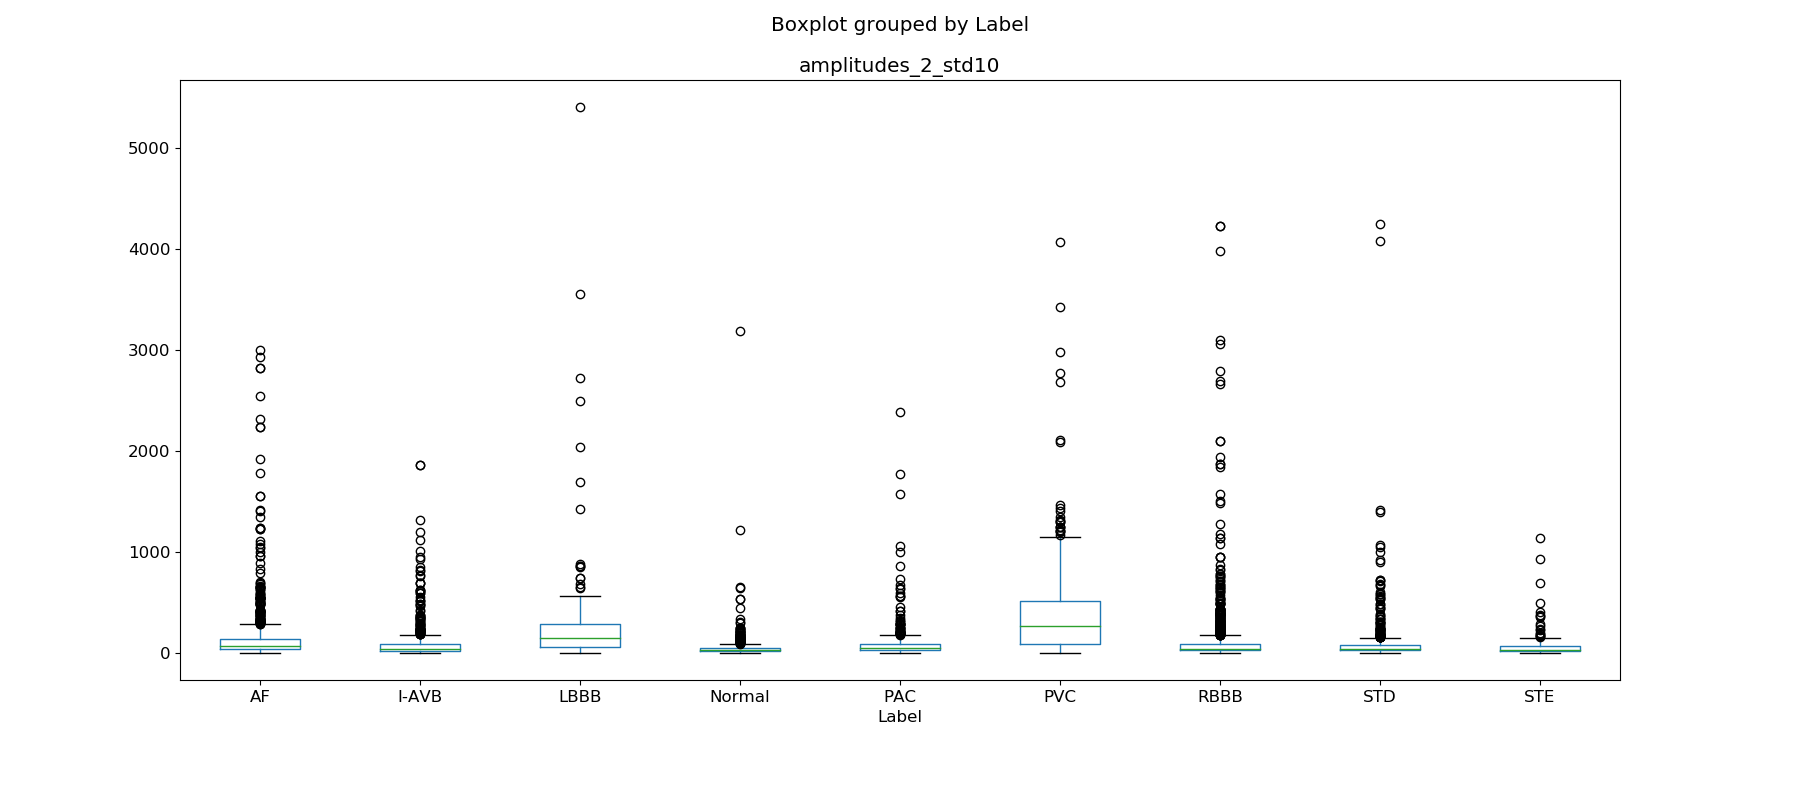 Boxplot grouped by Label
amplitudes_2_std10
5000
4000
3000
2000
1000
0
AF I-AVB LBBB Normal PAC PVC RBBB STD STE
Label